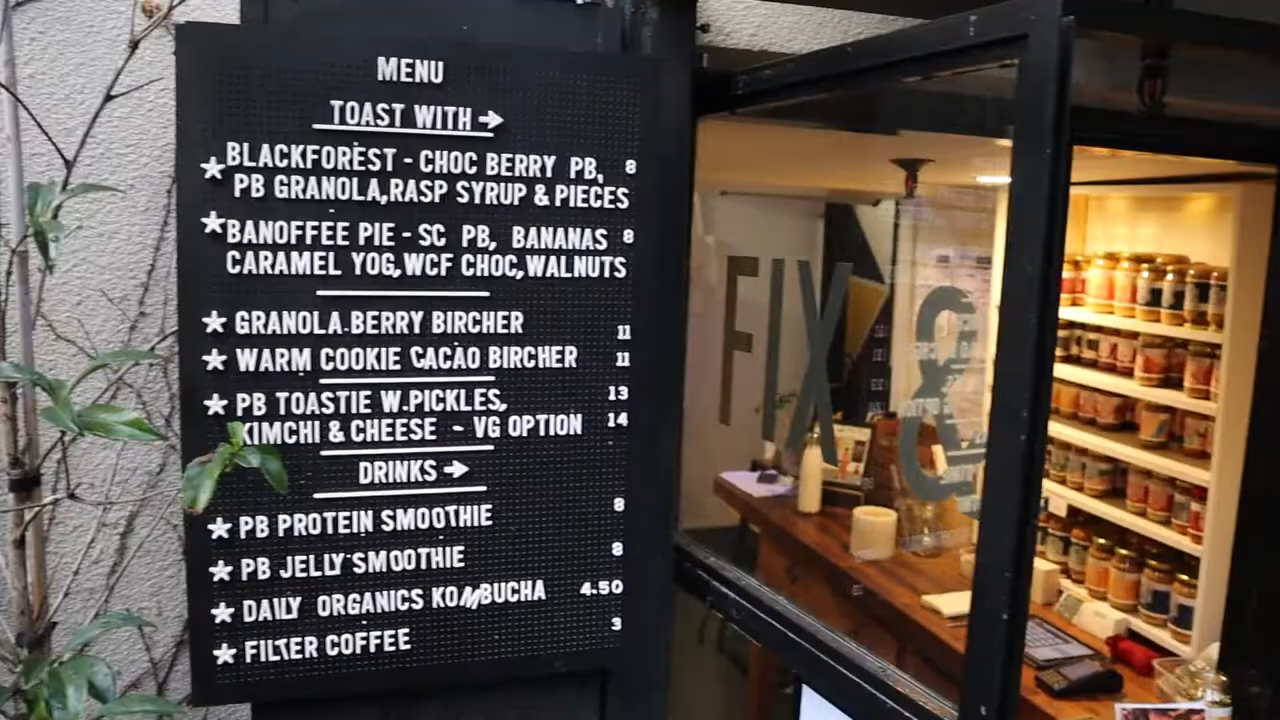 MENU
TOAST WITH →
★ BLACKFOREST - CHOC BERRY PB, 8
PB GRANOLA, RASP SYRUP & PIECES
★ BANOFFEE PIE - SC PB, BANANAS 8
CARAMEL YOG, WCF CHOC, WALNUTS
★ GRANOLA BERRY BIRCHER 11
★ WARM COOKIE CACAO BIRCHER 11
★ PB TOASTIE W. PICKLES, 13
KIMCHI & CHEESE - VG OPTION 14
DRINKS →
★ PB PROTEIN SMOOTHIE 8
★ PB JELLY SMOOTHIE 8
★ DAILY ORGANICS KOMBUCHA 4.50
★ FILTER COFFEE 3
FIX &